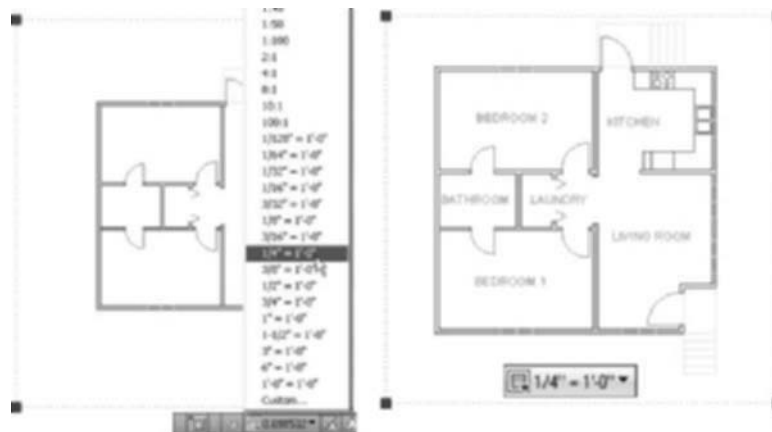 1:50
1:100
2:1
4:1
8:1
10:1
100:1
1/128" = 1'-0"
1/64" = 1'-0"
1/32" = 1'-0"
1/16" = 1'-0"
3/32" = 1'-0"
1/8" = 1'-0"
3/16" = 1'-0"
1/4" = 1'-0"
3/8" = 1'-0"
1/2" = 1'-0"
3/4" = 1'-0"
1" = 1'-0"
1-1/2" = 1'-0"
3" = 1'-0"
6" = 1'-0"
1'-0" = 1'-0"
Custom...
BEDROOM 2
KITCHEN
BATHROOM
LAUNDRY
LIVING ROOM
BEDROOM 1
1/4" = 1'-0"